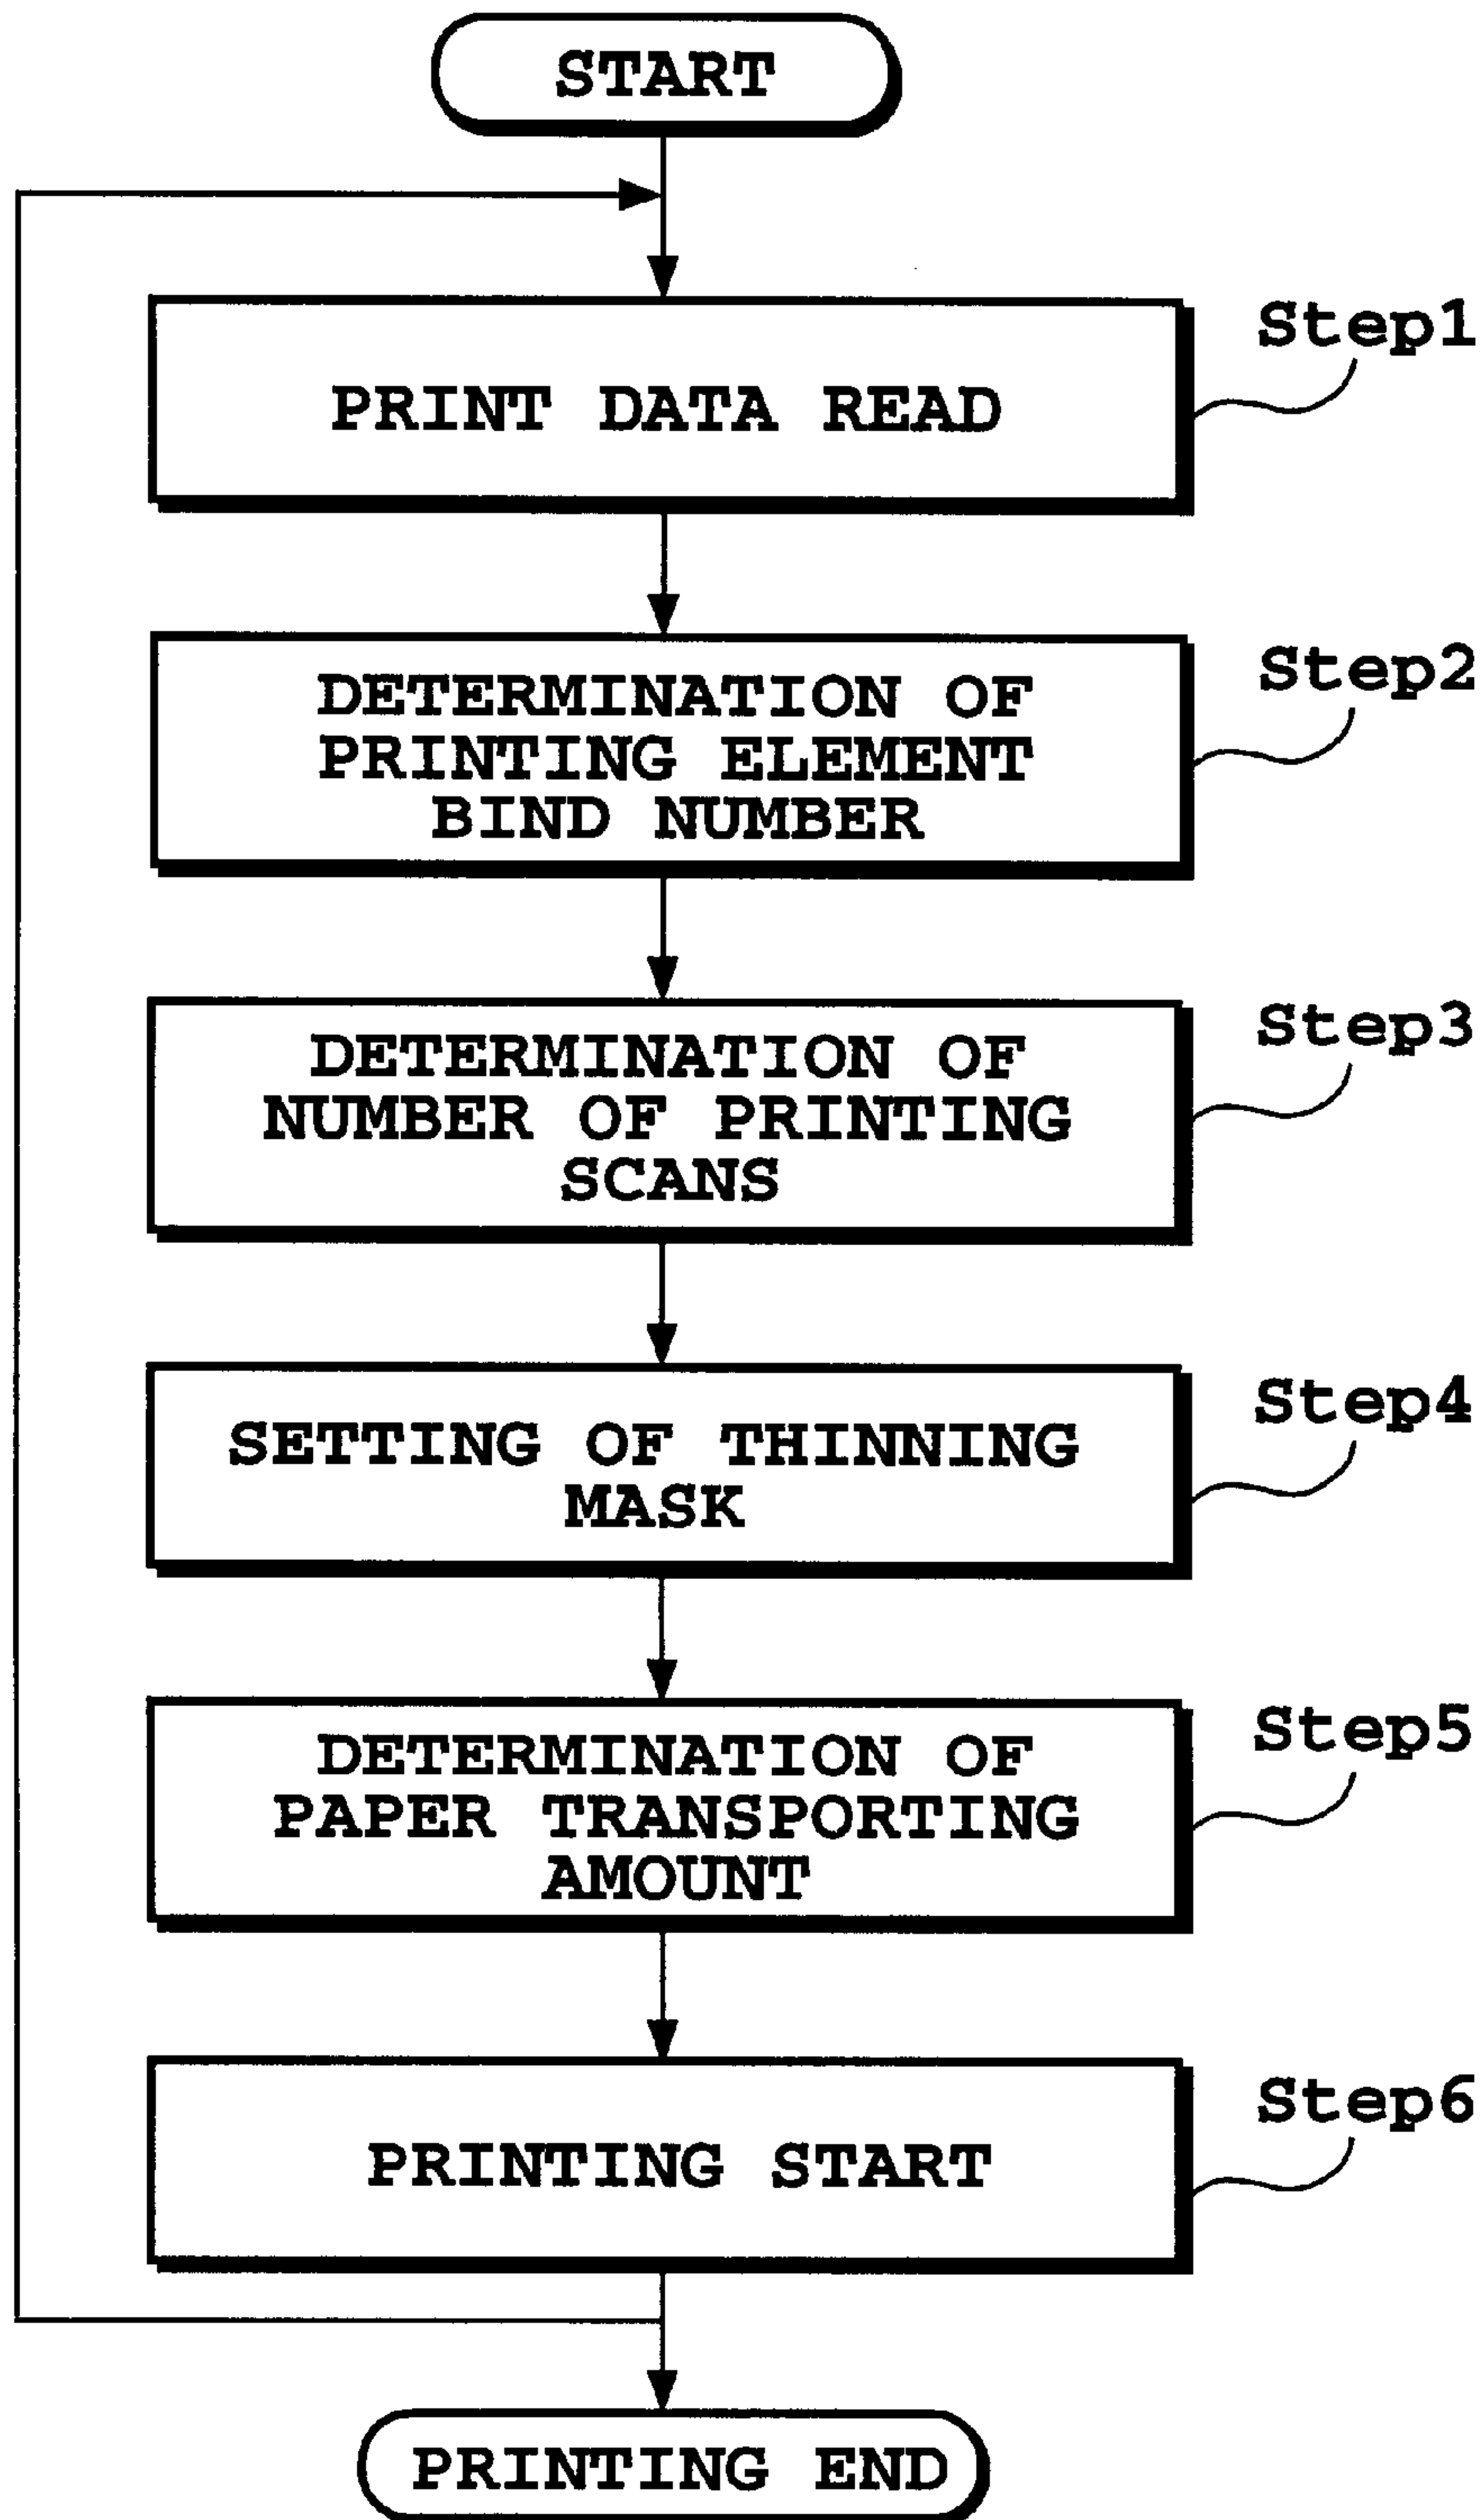 START
Step1
PRINT DATA READ
Step2
DETERMINATION OF
PRINTING ELEMENT
BIND NUMBER
Step3
DETERMINATION OF
NUMBER OF PRINTING
SCANS
Step4
SETTING OF THINNING
MASK
Step5
DETERMINATION OF
PAPER TRANSPORTING
AMOUNT
Step6
PRINTING START
PRINTING END